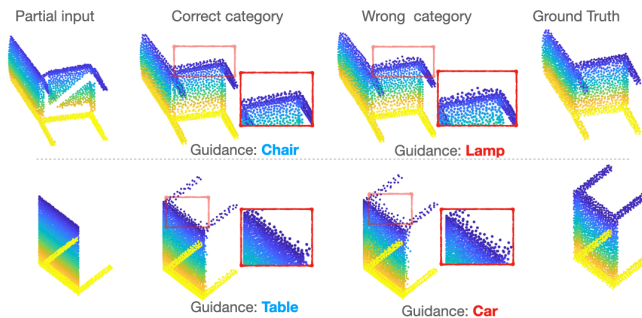 Partial input Correct category Wrong category Ground Truth
Guidance: Chair Guidance: Lamp
Guidance: Table Guidance: Car